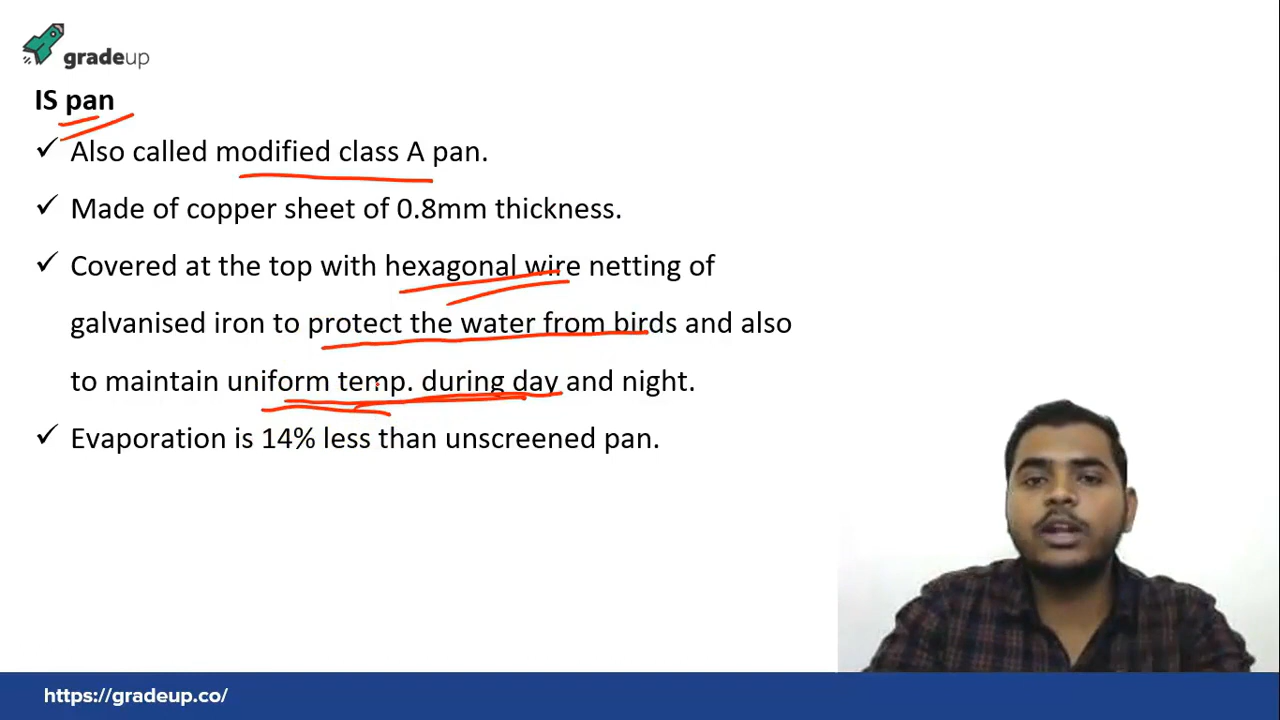 gradeup
IS pan
✓ Also called modified class A pan.
✓ Made of copper sheet of 0.8mm thickness.
✓ Covered at the top with hexagonal wire netting of
galvanised iron to protect the water from birds and also
to maintain uniform temp. during day and night.
✓ Evaporation is 14% less than unscreened pan.
https://gradeup.co/